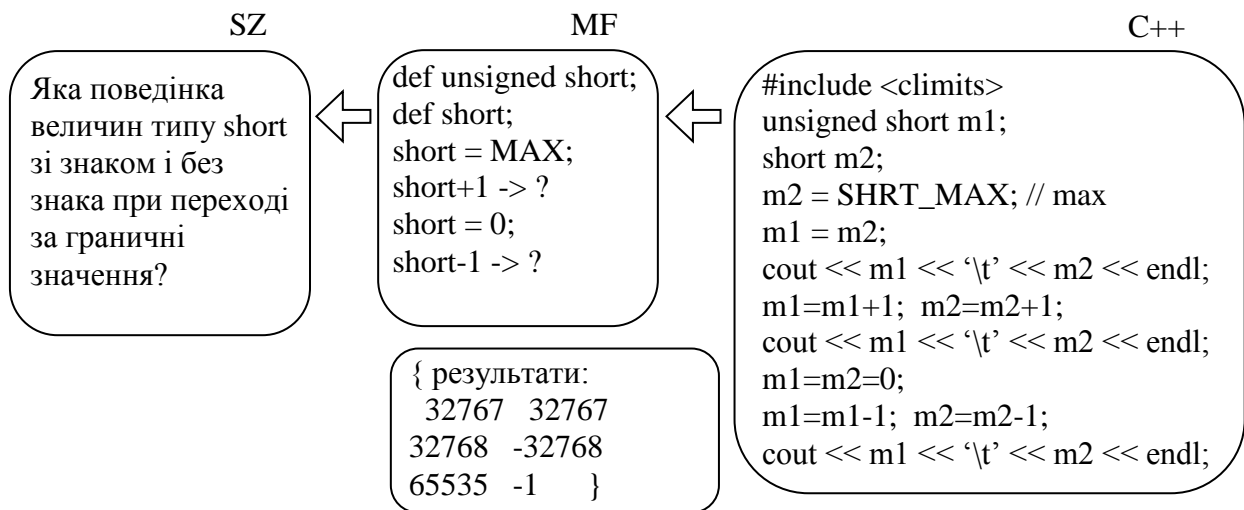 SZ
MF
C++
Яка поведінка
величин типу short
зі знаком і без
знака при переході
за граничні
значення?
def unsigned short;
def short;
short = MAX;
short+1 -> ?
short = 0;
short-1 -> ?
{ результати:
32767   32767
32768   -32768
65535   -1      }
#include <climits>
unsigned short m1;
short m2;
m2 = SHRT_MAX; // max
m1 = m2;
cout << m1 << ‘\t’ << m2 << endl;
m1=m1+1;  m2=m2+1;
cout << m1 << ‘\t’ << m2 << endl;
m1=m2=0;
m1=m1-1;  m2=m2-1;
cout << m1 << ‘\t’ << m2 << endl;